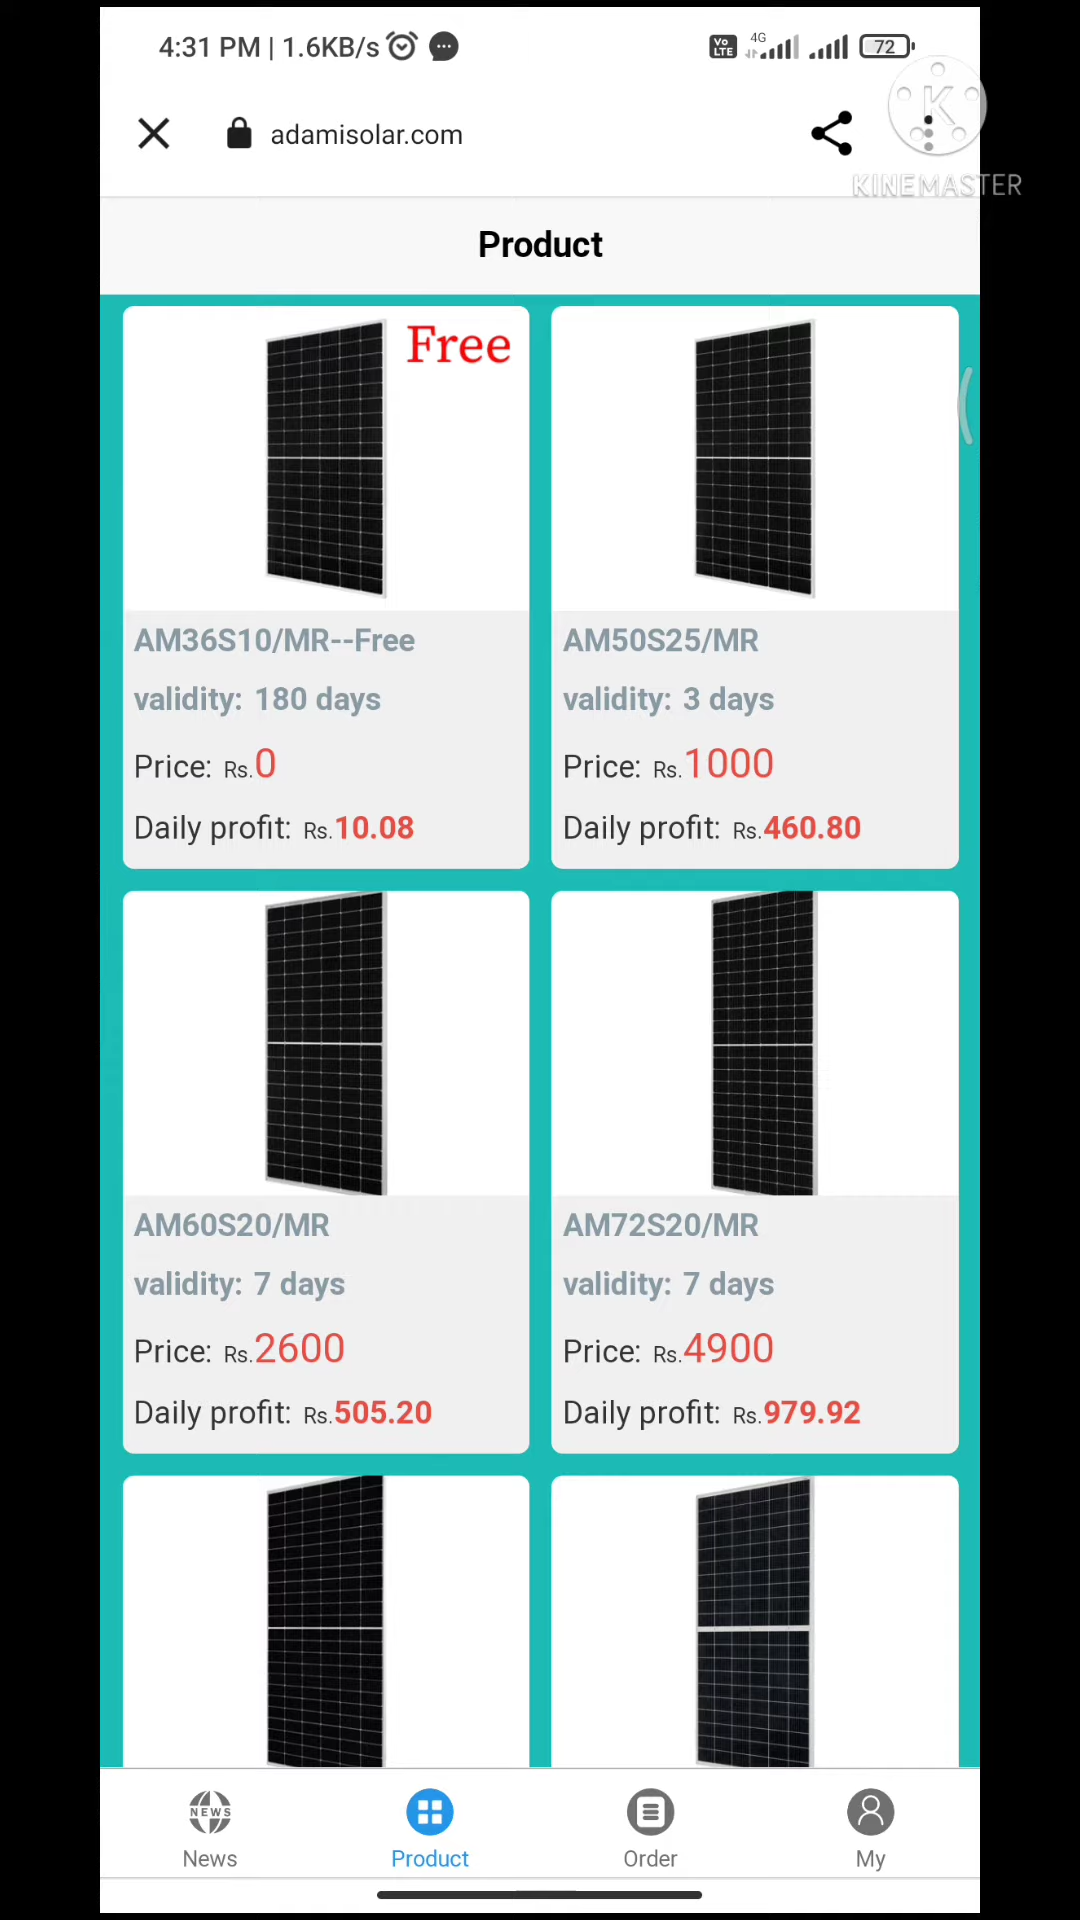 4:31 PM | 1.6KB/s
Vo LTE 4G 72
adamisolar.com
K
KINEMASTER
Product
Free
AM36S10/MR--Free
validity: 180 days
Price: Rs.0
Daily profit: Rs.10.08
AM50S25/MR
validity: 3 days
Price: Rs.1000
Daily profit: Rs.460.80
AM60S20/MR
validity: 7 days
Price: Rs.2600
Daily profit: Rs.505.20
AM72S20/MR
validity: 7 days
Price: Rs.4900
Daily profit: Rs.979.92
NEWS
News
Product
Order
My